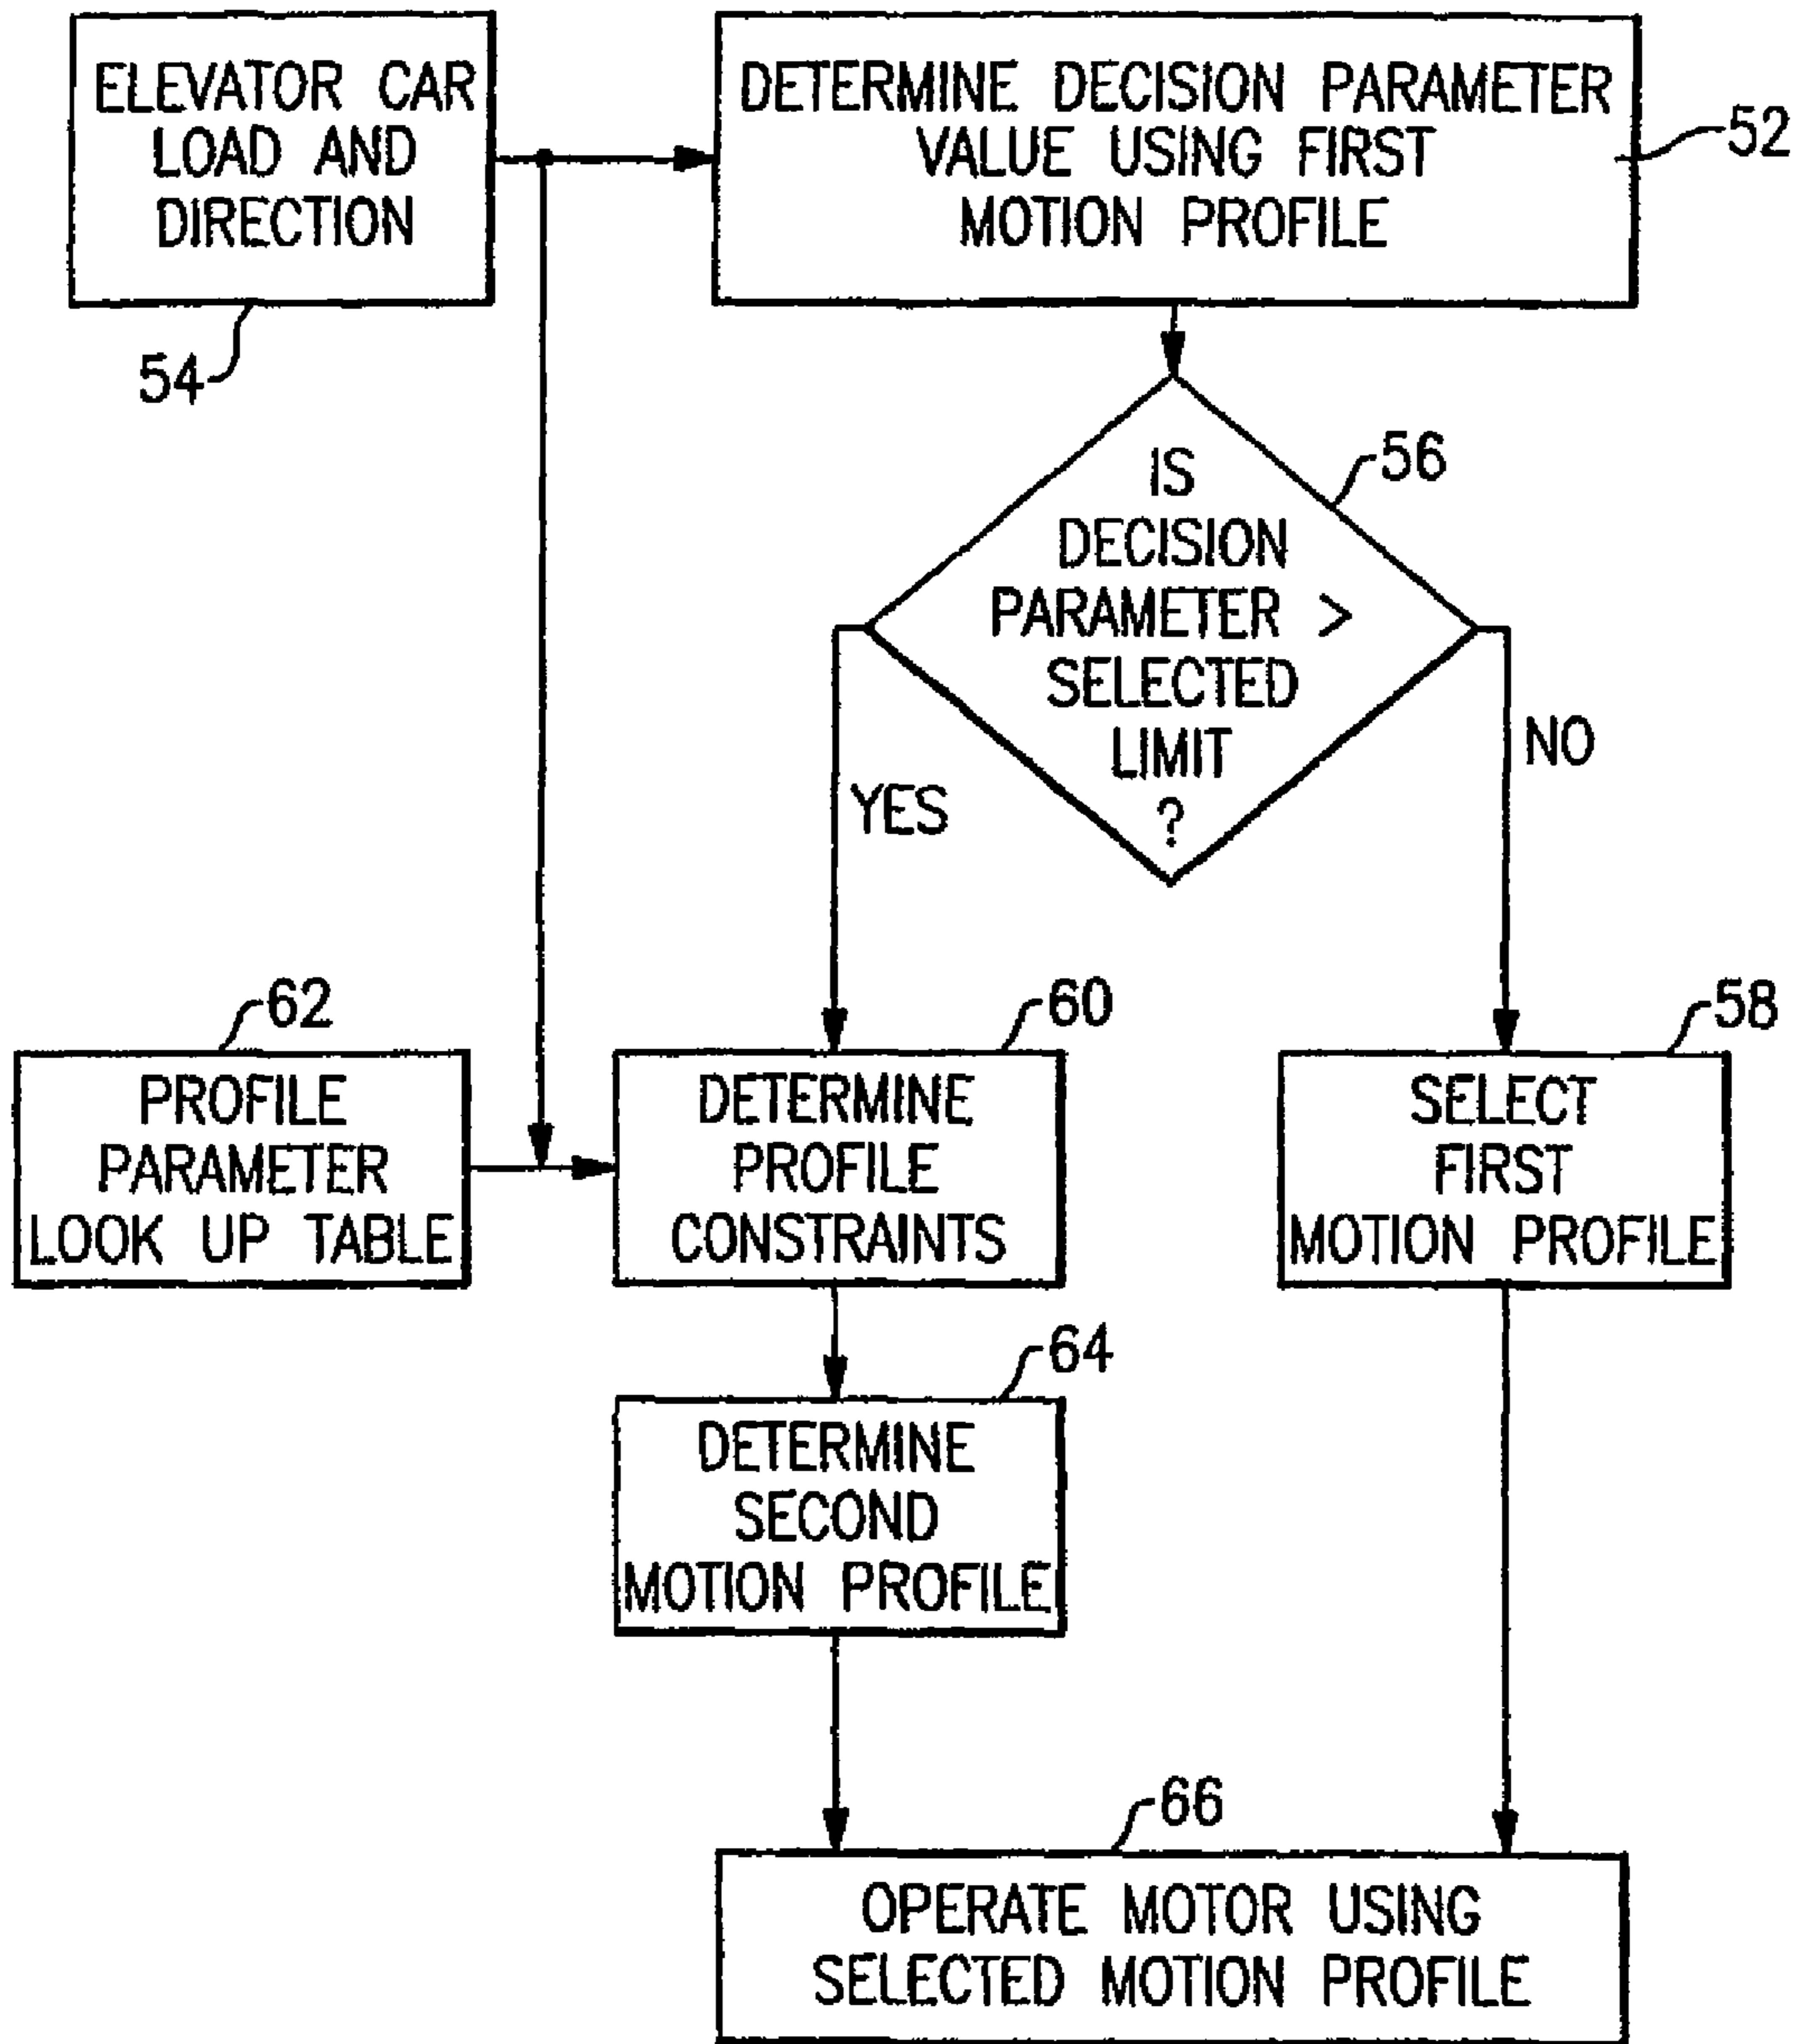 ELEVATOR CAR
LOAD AND
DIRECTION
54
DETERMINE DECISION PARAMETER
VALUE USING FIRST
MOTION PROFILE
52
IS
DECISION
PARAMETER >
SELECTED
LIMIT
?
56
YES
NO
62
PROFILE
PARAMETER
LOOK UP TABLE
60
DETERMINE
PROFILE
CONSTRAINTS
58
SELECT
FIRST
MOTION PROFILE
64
DETERMINE
SECOND
MOTION PROFILE
66
OPERATE MOTOR USING
SELECTED MOTION PROFILE